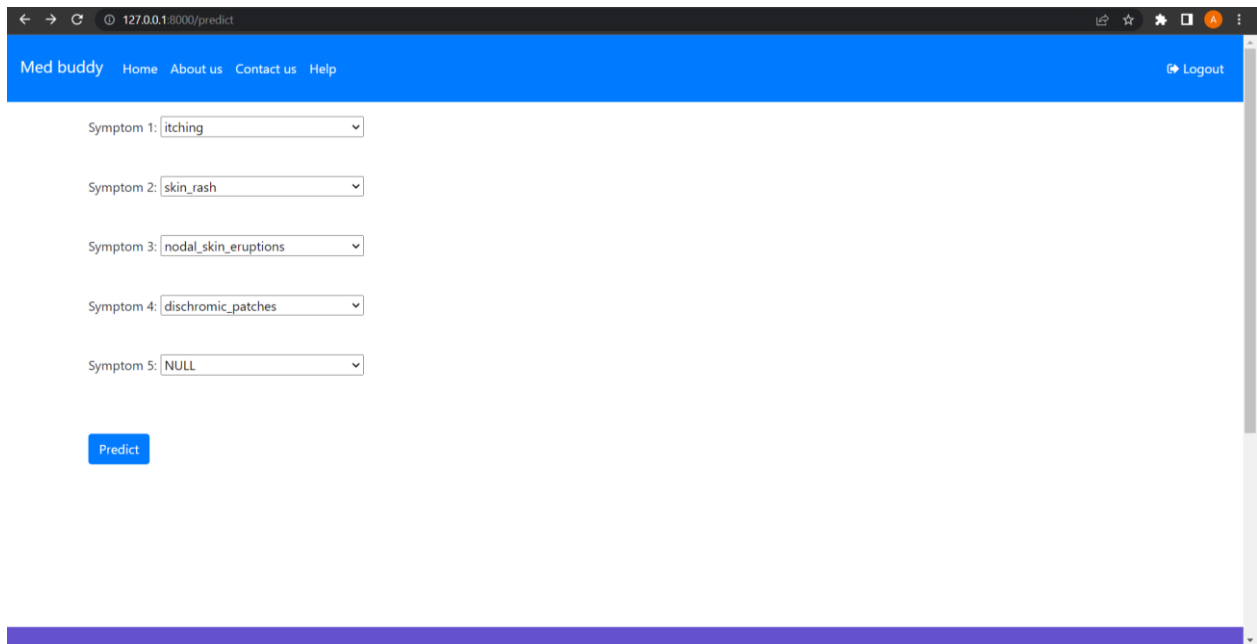 127.0.0.1:8000/predict
A
Med buddy Home About us Contact us Help Logout
Symptom 1: itching
Symptom 2: skin_rash
Symptom 3: nodal_skin_eruptions
Symptom 4: dischromic_patches
Symptom 5: NULL
Predict